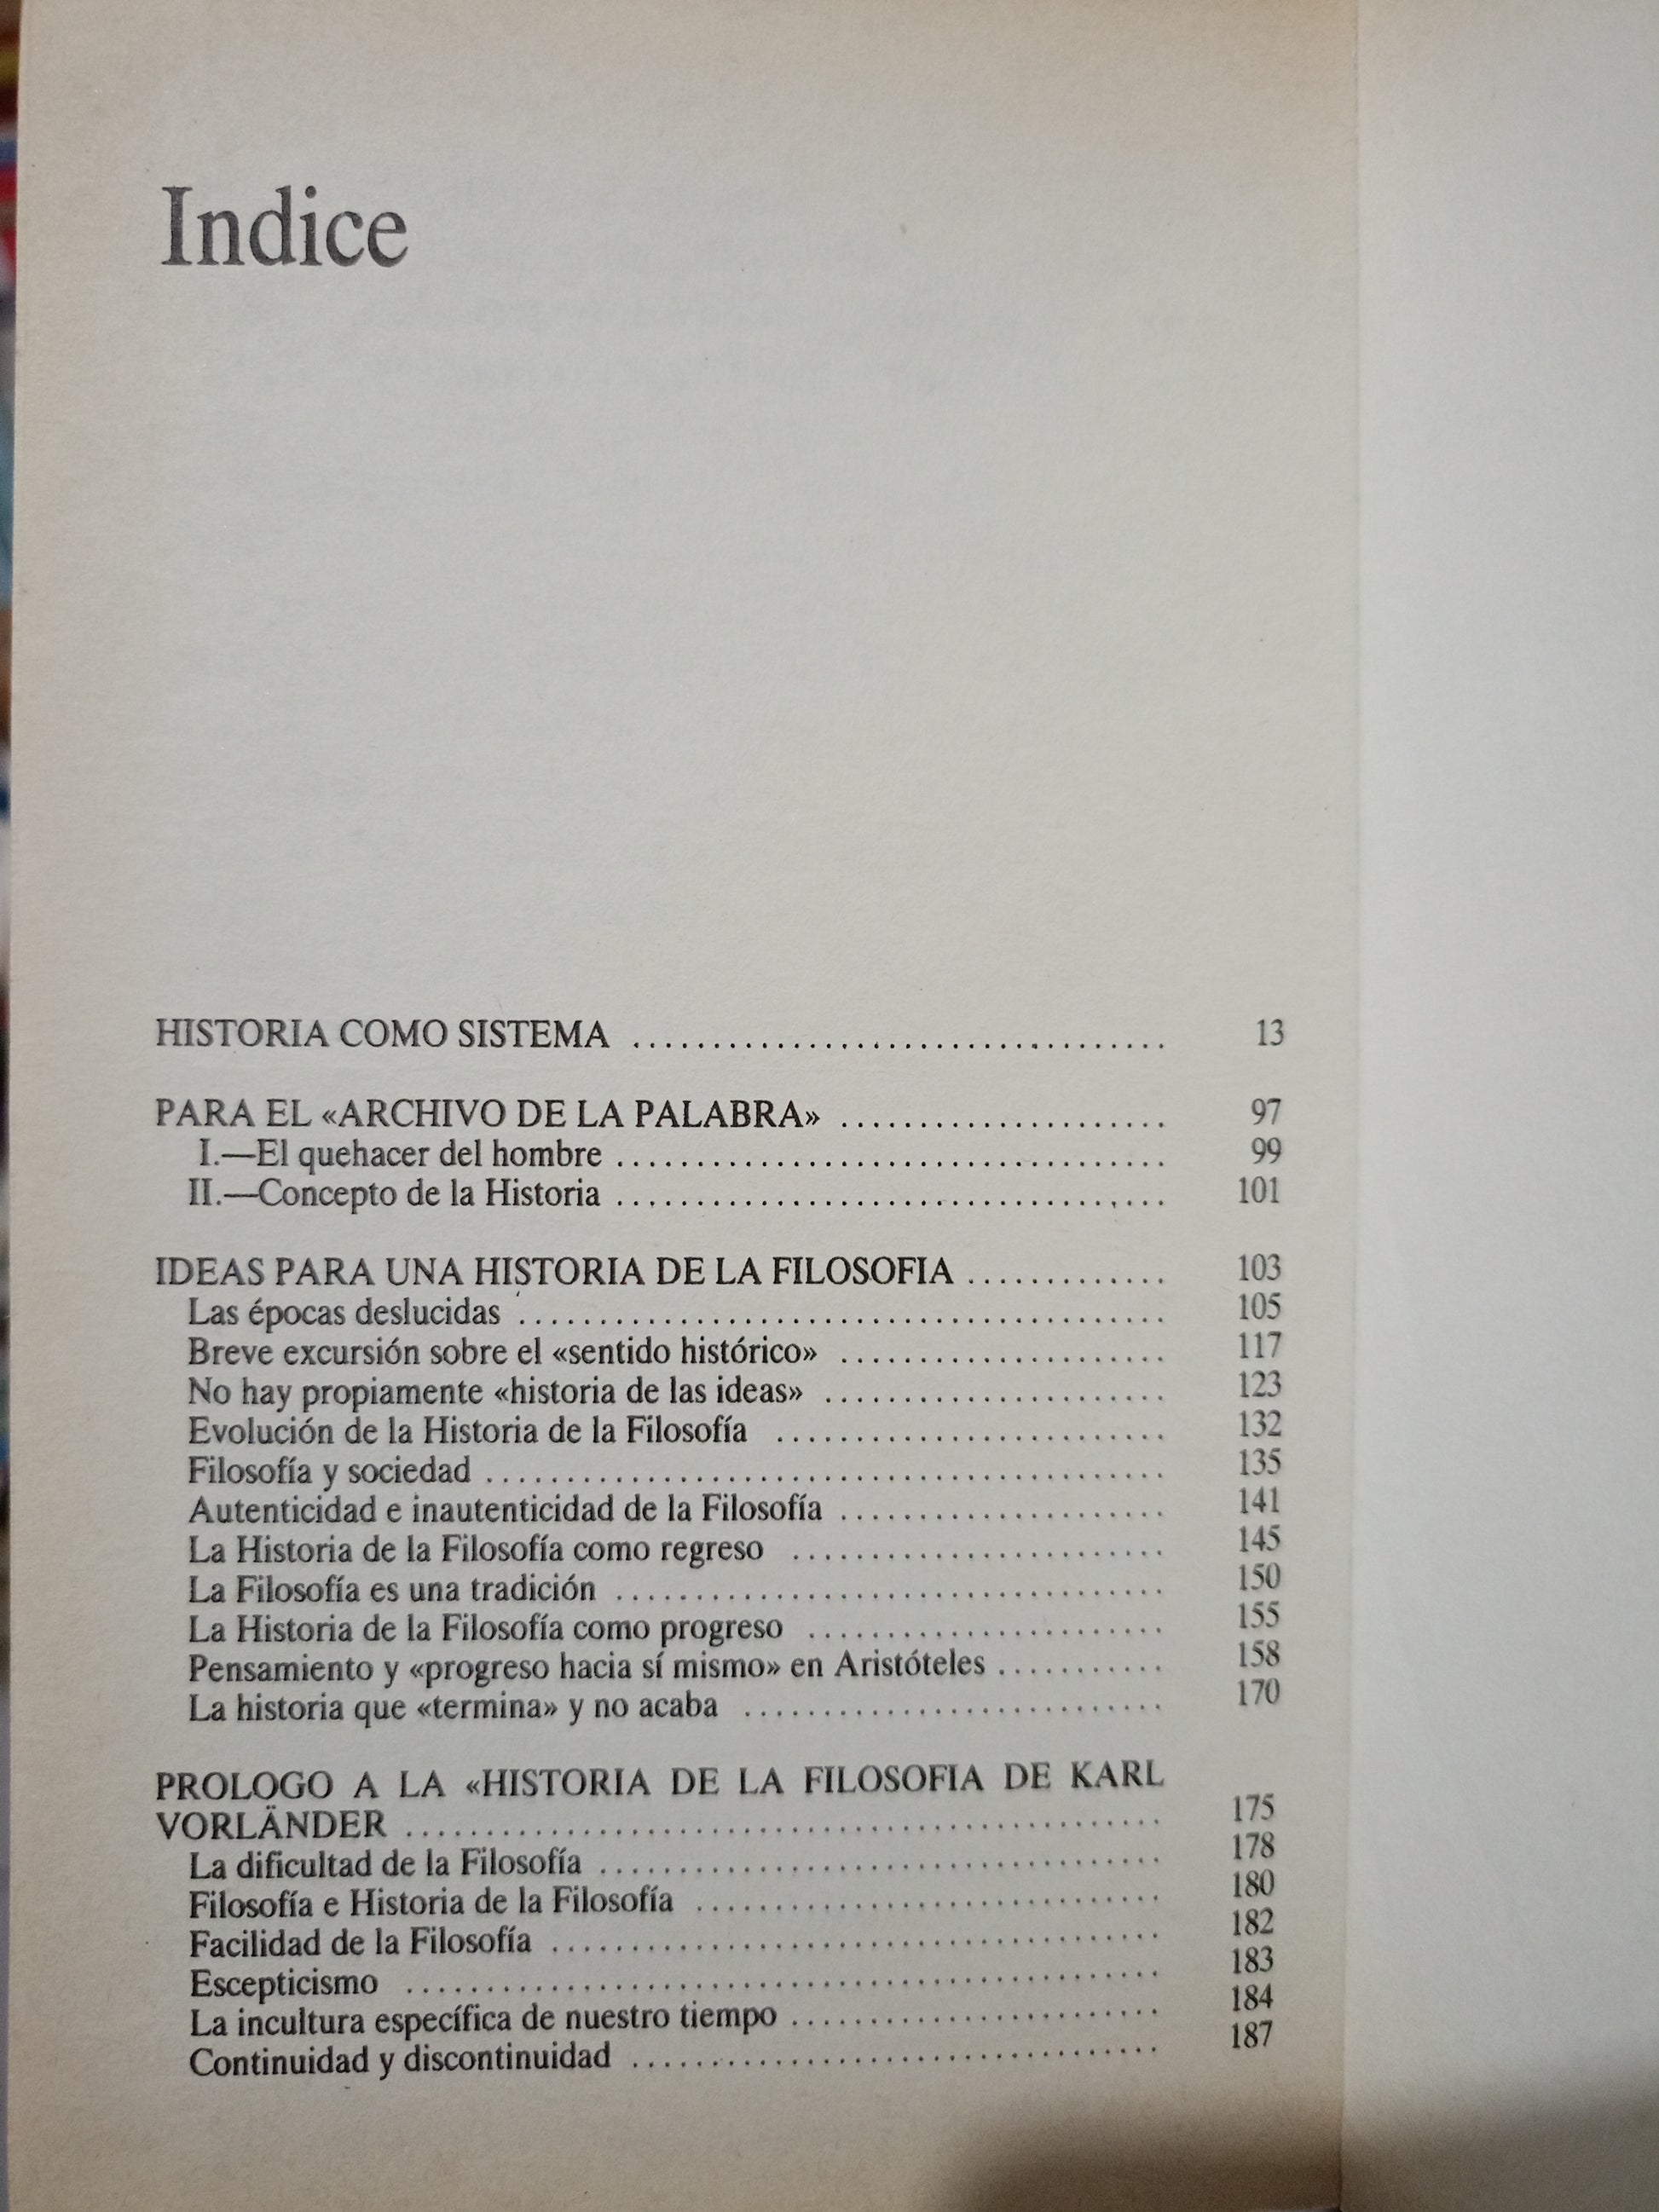 Indice
HISTORIA COMO SISTEMA .................................. 13
PARA EL «ARCHIVO DE LA PALABRA» ..................... 97
I.—El quehacer del hombre ................................... 99
II.—Concepto de la Historia ................................... 101
IDEAS PARA UNA HISTORIA DE LA FILOSOFIA ............. 103
Las épocas deslucidas ......................................... 105
Breve excursión sobre el «sentido histórico» ..................... 117
No hay propiamente «historia de las ideas» ...................... 123
Evolución de la Historia de la Filosofía ......................... 132
Filosofía y sociedad ........................................... 135
Autenticidad e inautenticidad de la Filosofía ..................... 141
La Historia de la Filosofía como regreso ........................ 145
La Filosofía es una tradición ................................... 150
La Historia de la Filosofía como progreso ....................... 155
Pensamiento y «progreso hacia sí mismo» en Aristóteles ........... 158
La historia que «termina» y no acaba ........................... 170
PROLOGO A LA «HISTORIA DE LA FILOSOFIA DE KARL
VORLÄNDER ................................................ 175
La dificultad de la Filosofía .................................... 178
Filosofía e Historia de la Filosofía .............................. 180
Facilidad de la Filosofía ....................................... 182
Escepticismo ................................................ 183
La incultura específica de nuestro tiempo ........................ 184
Continuidad y discontinuidad .................................. 187